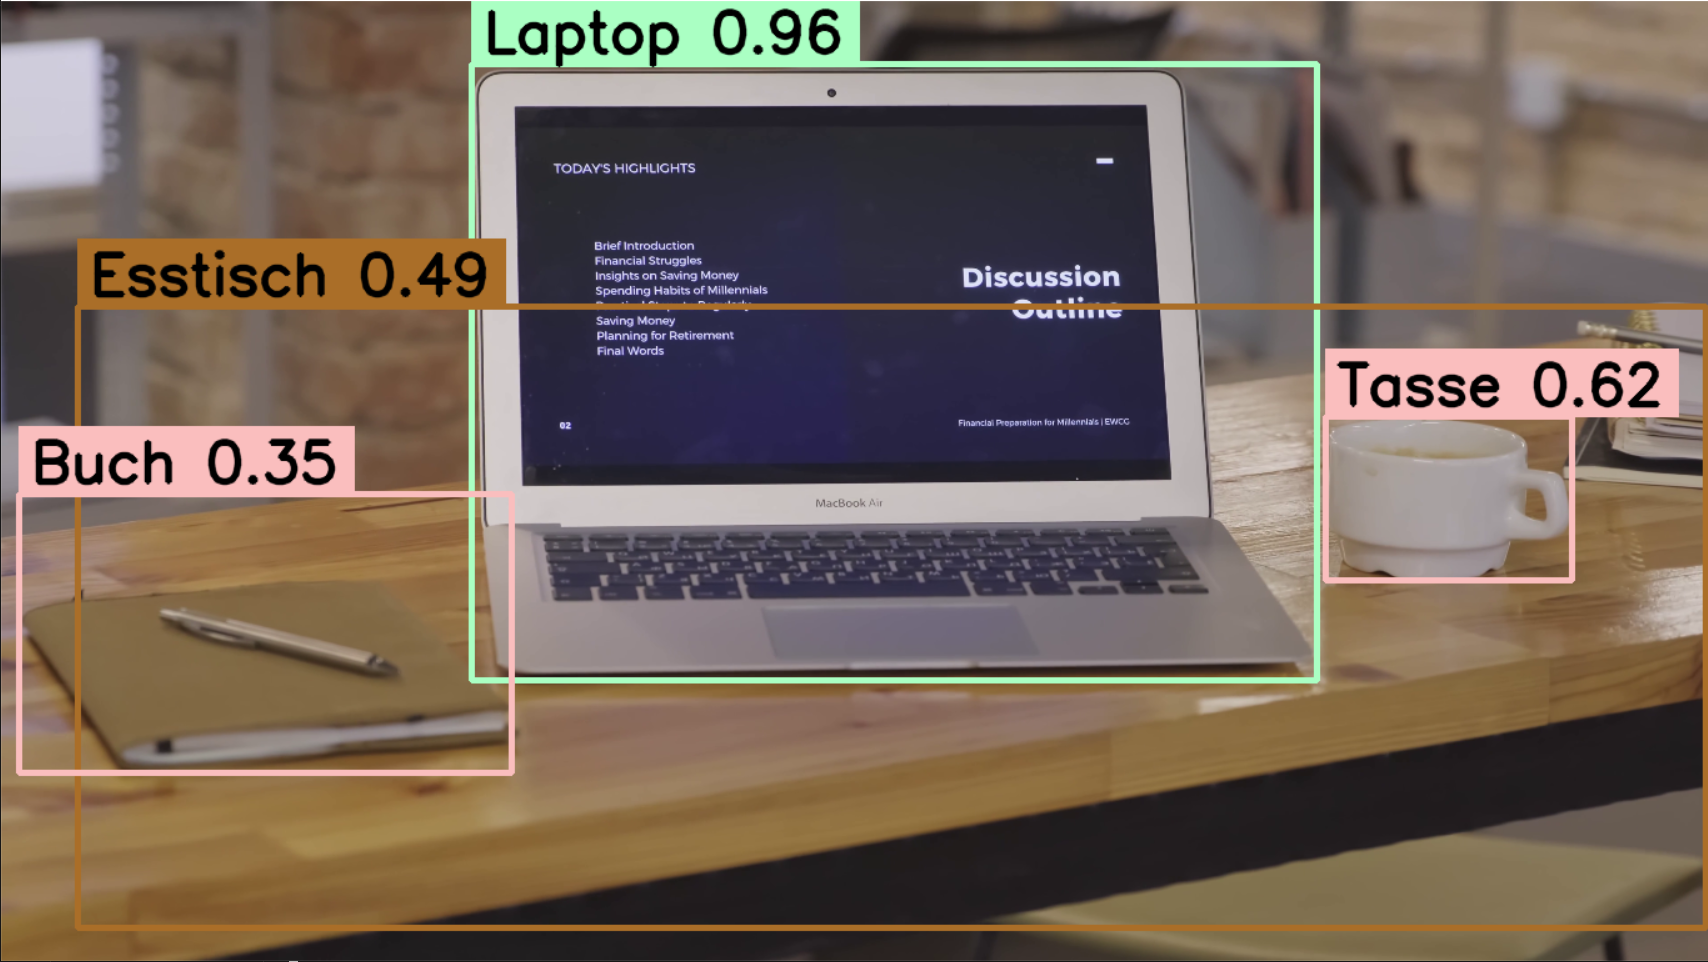 Laptop 0.96
TODAY'S HIGHLIGHTS
Brief Introduction
Financial Struggles
Insights on Saving Money
Spending Habits of Millennials
Saving Money
Planning for Retirement
Final Words
Discussion
Outline
02
Financial Preparation for Millennials | EWCG
MacBook Air
Esstisch 0.49
Tasse 0.62
Buch 0.35